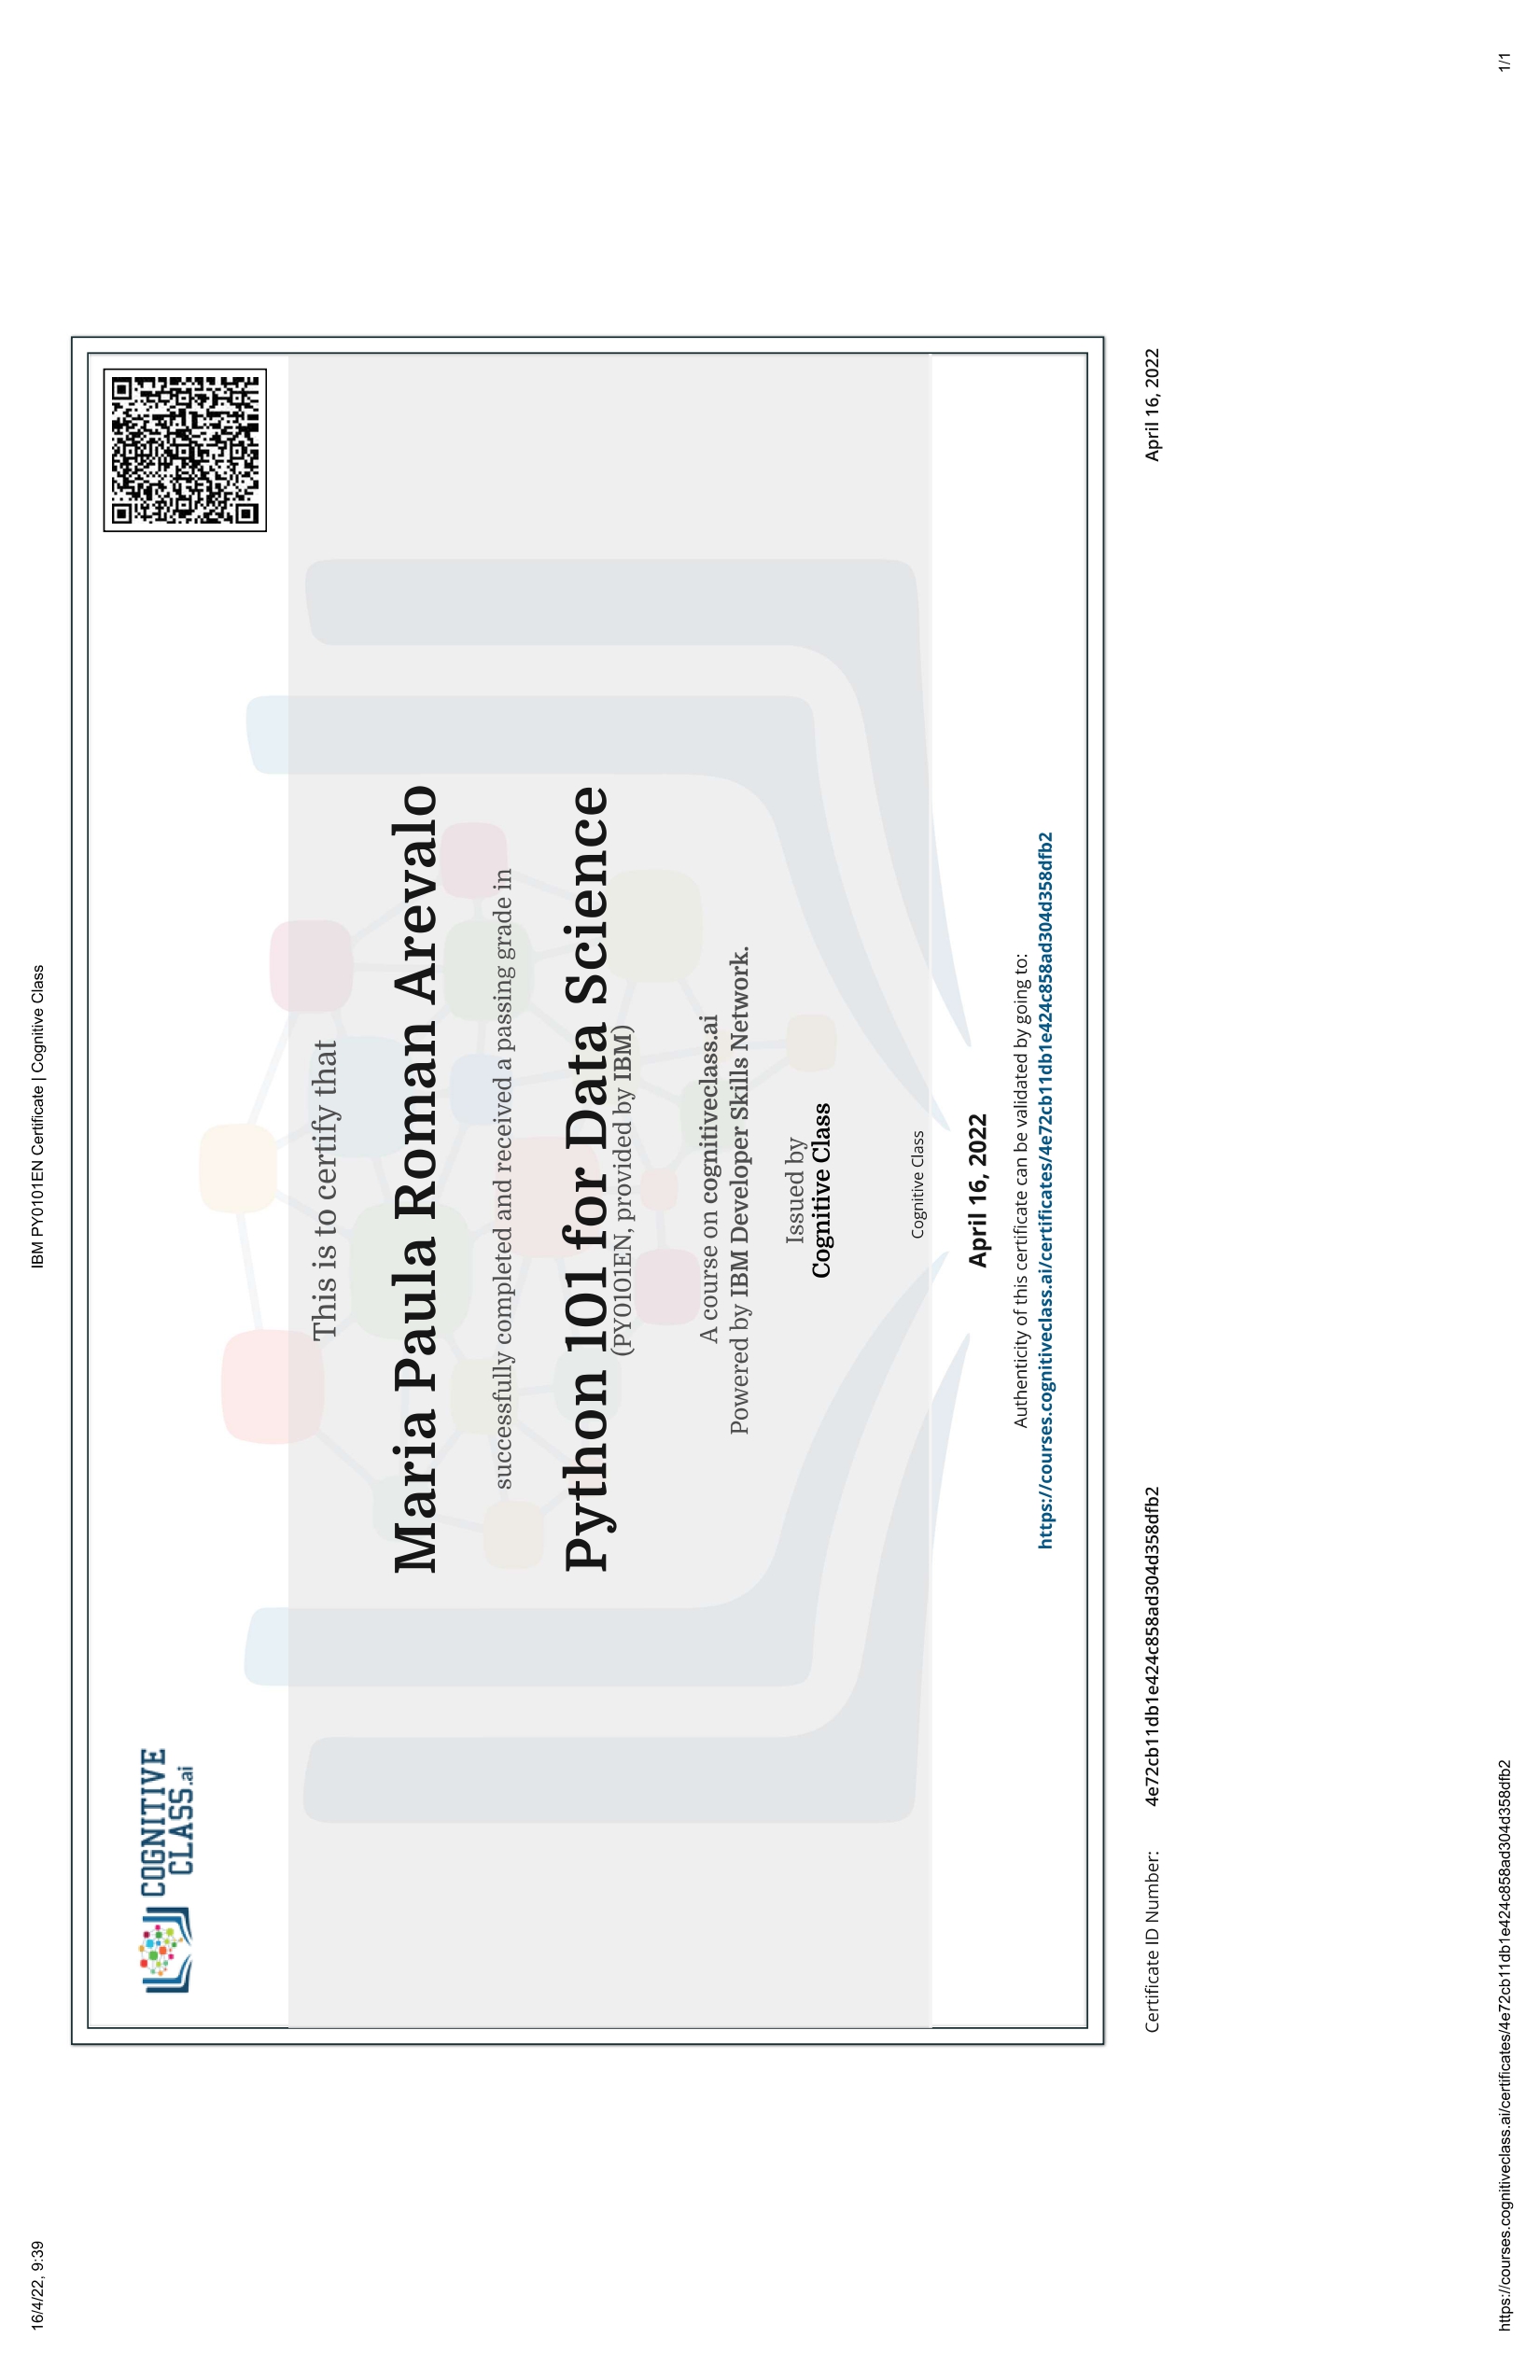 16/4/22, 9:39
IBM PY0101EN Certificate | Cognitive Class
COGNITIVE
CLASS.ai
This is to certify that
Maria Paula Roman Arevalo
successfully completed and received a passing grade in
Python 101 for Data Science
(PY0101EN, provided by IBM)
A course on cognitiveclass.ai
Powered by IBM Developer Skills Network.
Issued by
Cognitive Class
Cognitive Class
April 16, 2022
Authenticity of this certificate can be validated by going to:
https://courses.cognitiveclass.ai/certificates/4e72cb11db1e424c858ad304d358dfb2
Certificate ID Number: 4e72cb11db1e424c858ad304d358dfb2 April 16, 2022
https://courses.cognitiveclass.ai/certificates/4e72cb11db1e424c858ad304d358dfb2 1/1